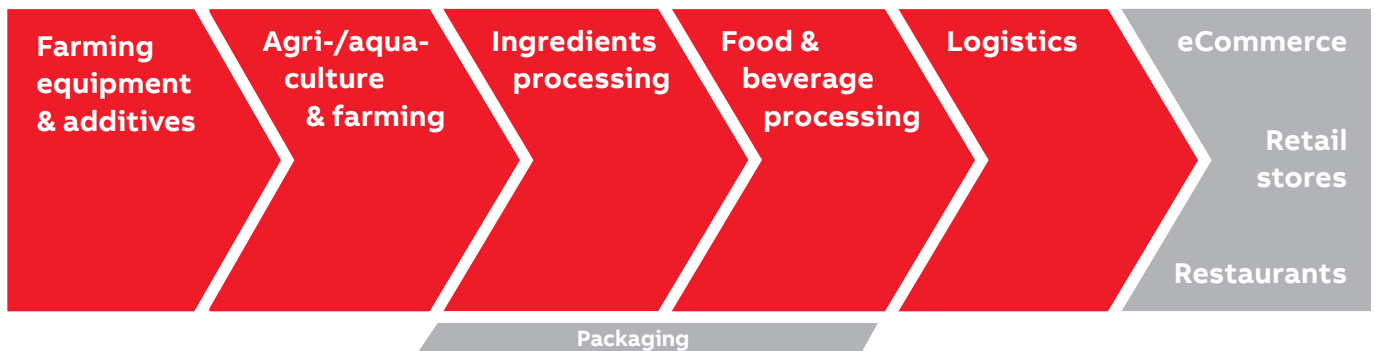 Farming
equipment
& additives
Agri-/aqua-
culture
& farming
Ingredients
processing
Food &
beverage
processing
Logistics
eCommerce
Retail
stores
Restaurants
Packaging